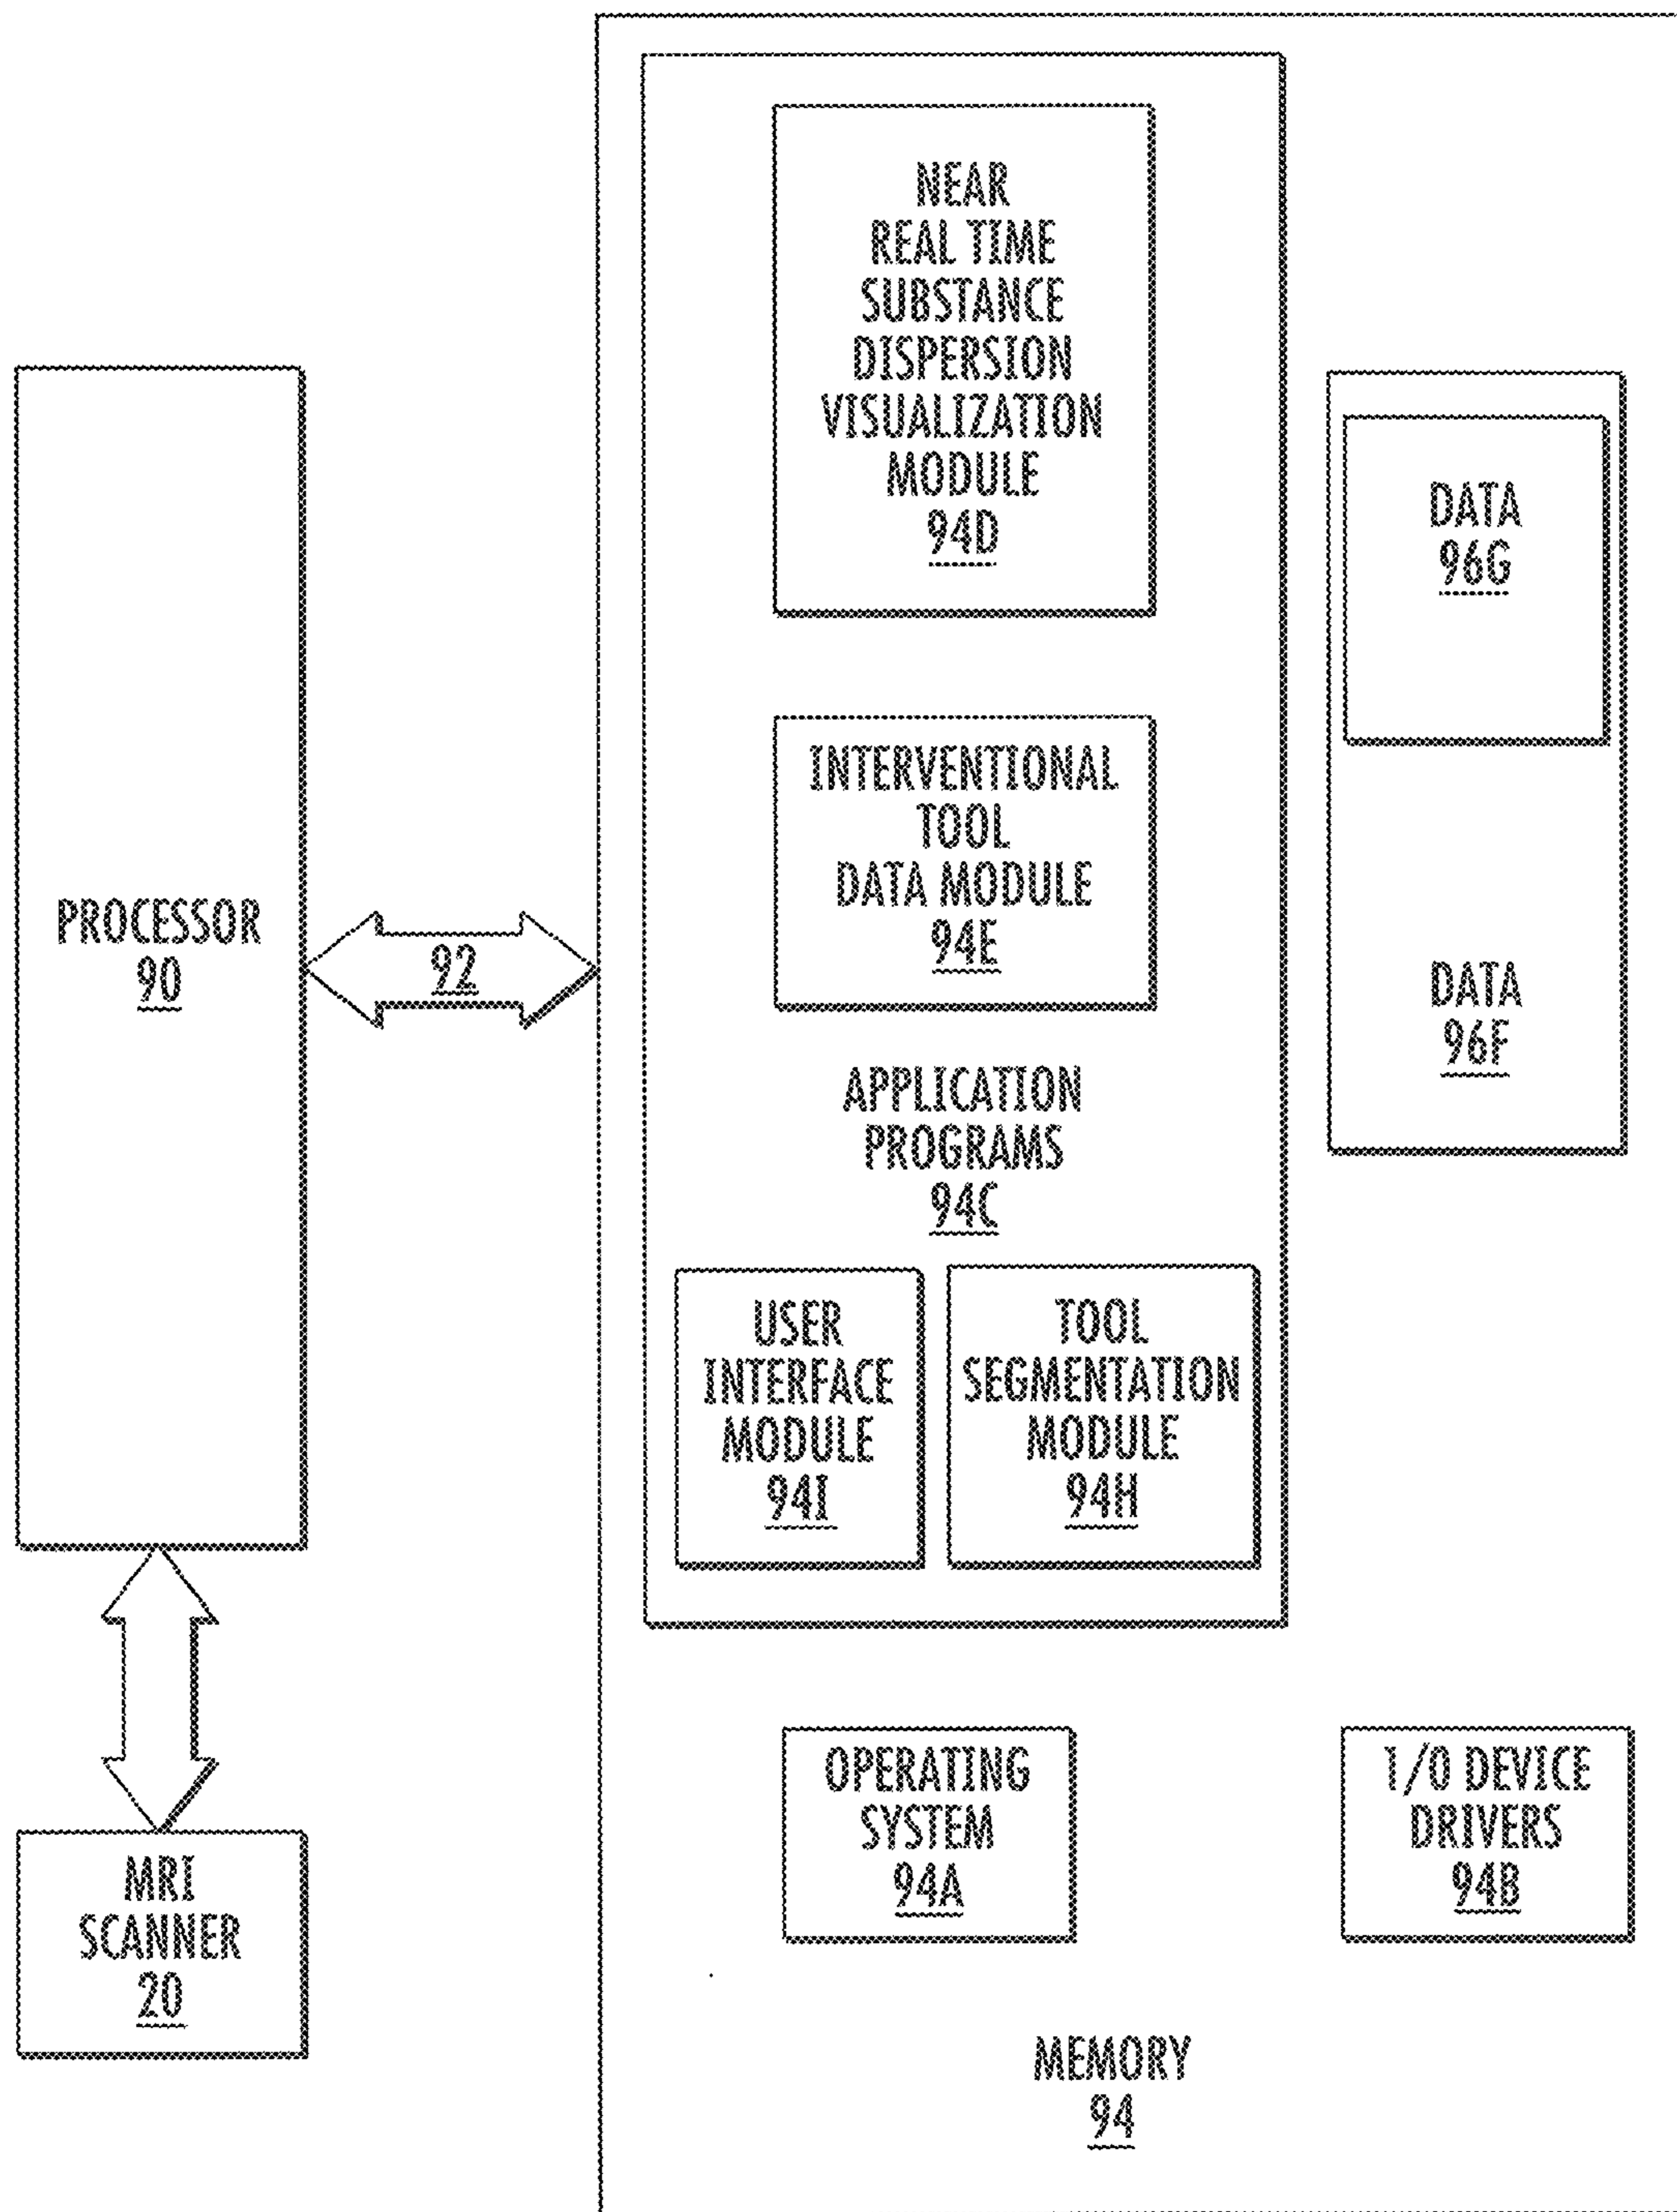 NEAR
REAL TIME
SUBSTANCE
DISPERSION
VISUALIZATION
MODULE
94D
DATA
96G
INTERVENTIONAL
TOOL
DATA MODULE
94E
PROCESSOR
90
92
DATA
96F
APPLICATION
PROGRAMS
94C
USER
INTERFACE
MODULE
94I
TOOL
SEGMENTATION
MODULE
94H
OPERATING
SYSTEM
94A
I/O DEVICE
DRIVERS
94B
MRI
SCANNER
20
MEMORY
94